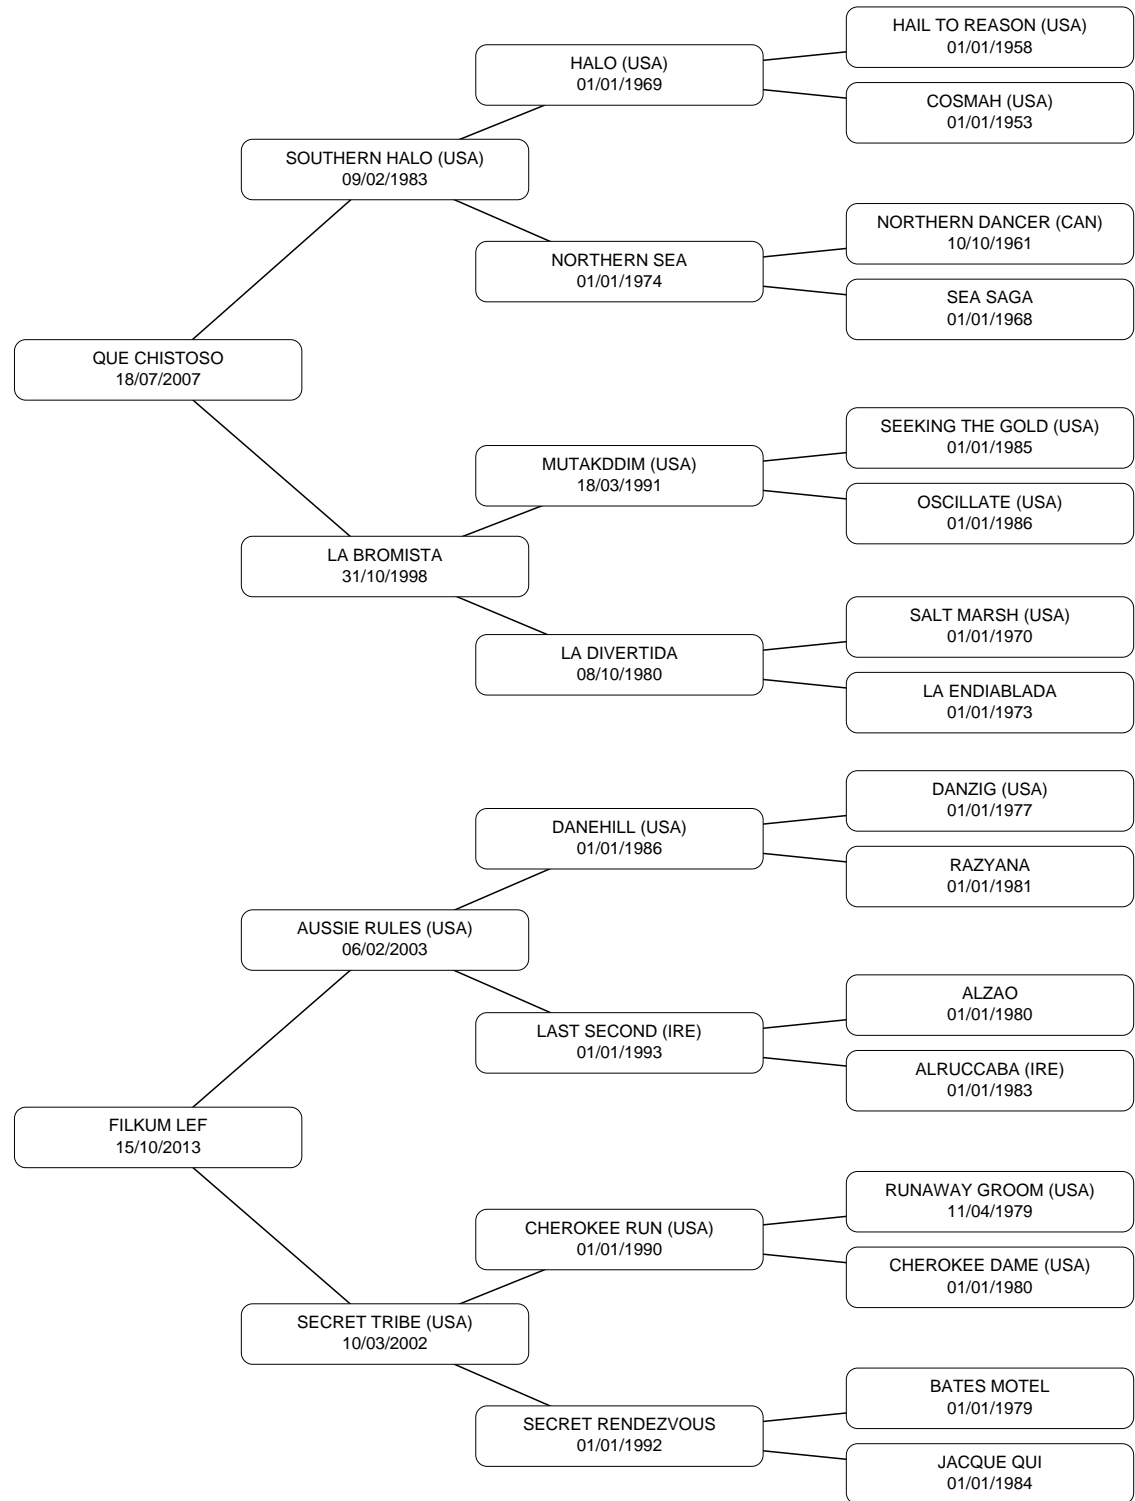 HAIL TO REASON (USA)
01/01/1958
HALO (USA)
01/01/1969
COSMAH (USA)
01/01/1953
SOUTHERN HALO (USA)
09/02/1983
NORTHERN DANCER (CAN)
10/10/1961
NORTHERN SEA
01/01/1974
SEA SAGA
01/01/1968
QUE CHISTOSO
18/07/2007
SEEKING THE GOLD (USA)
01/01/1985
MUTAKDDIM (USA)
18/03/1991
OSCILLATE (USA)
01/01/1986
LA BROMISTA
31/10/1998
SALT MARSH (USA)
01/01/1970
LA DIVERTIDA
08/10/1980
LA ENDIABLADA
01/01/1973
DANZIG (USA)
01/01/1977
DANEHILL (USA)
01/01/1986
RAZYANA
01/01/1981
AUSSIE RULES (USA)
06/02/2003
ALZAO
01/01/1980
LAST SECOND (IRE)
01/01/1993
ALRUCCABA (IRE)
01/01/1983
FILKUM LEF
15/10/2013
RUNAWAY GROOM (USA)
11/04/1979
CHEROKEE RUN (USA)
01/01/1990
CHEROKEE DAME (USA)
01/01/1980
SECRET TRIBE (USA)
10/03/2002
BATES MOTEL
01/01/1979
SECRET RENDEZVOUS
01/01/1992
JACQUE QUI
01/01/1984